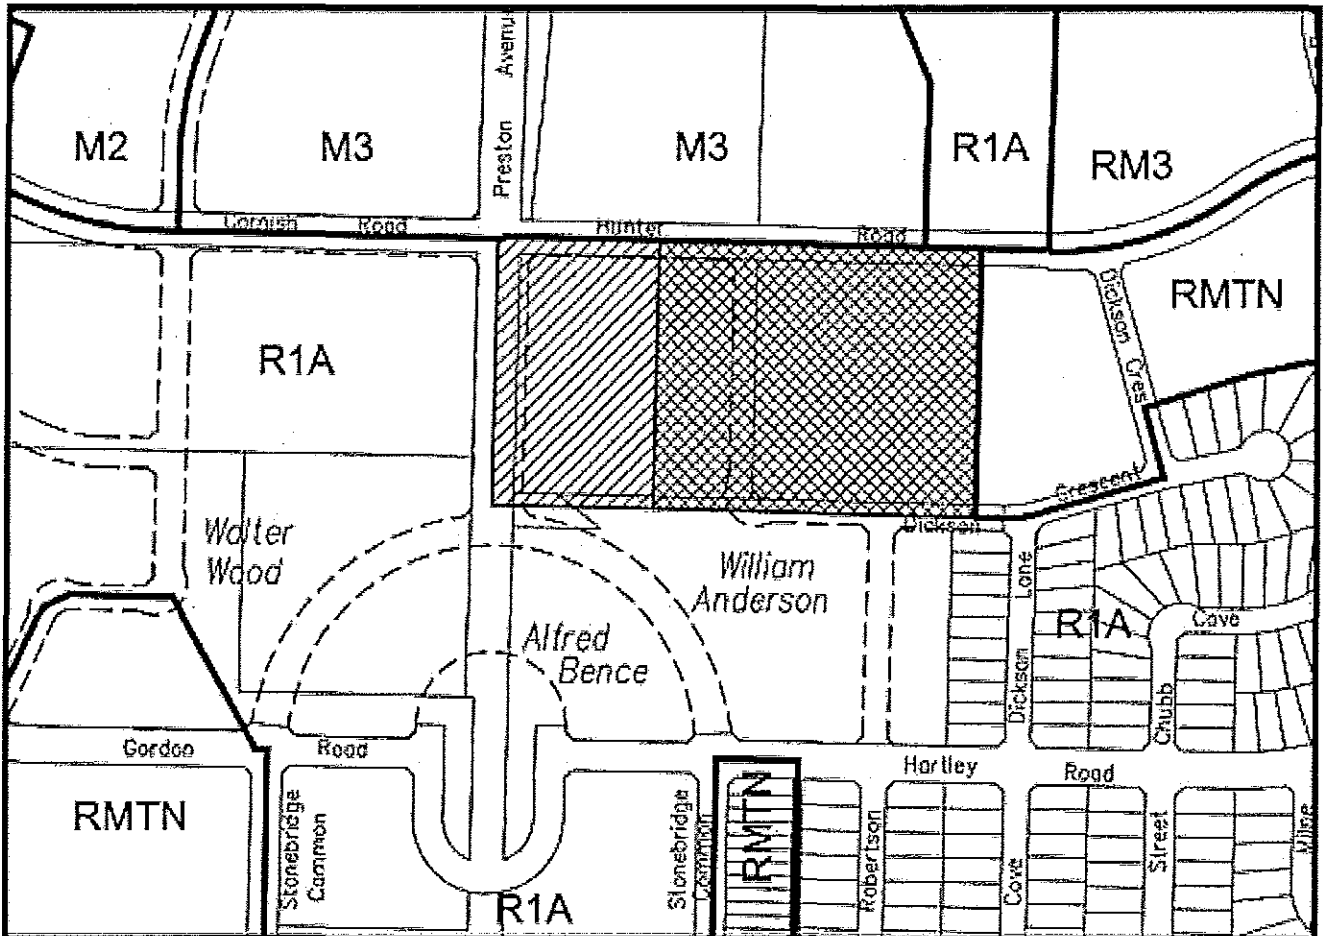 Preston Avenue
M2
M3
M3
R1A
RM3
Cornish Road
Hunter Road
Dickson Cres
RMTN
R1A
Crescent
Dickson
Walter
Wood
William
Anderson
Alfred
Bence
Dickson Lane
R1A
Cove
Chubb
Gordon Road
Hartley Road
RMTN
Stonebridge
Common
R1A
Stonebridge
Common
RMTN
Robertson
Cove
Street
Milne